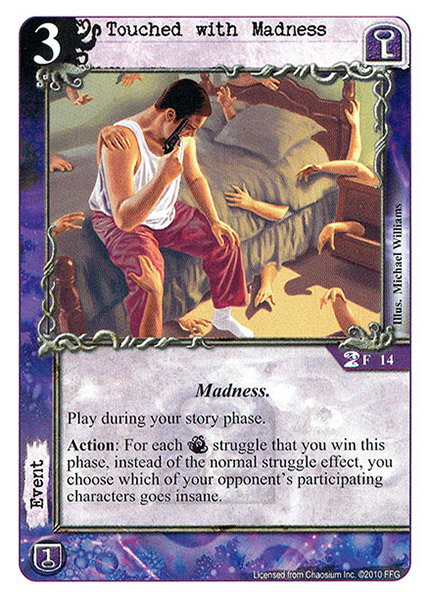 3
Touched with Madness
Illus. Michael Williams
F 14
Madness.
Play during your story phase.
Action: For each struggle that you win this
phase, instead of the normal struggle effect, you
choose which of your opponent's participating
characters goes insane.
Event
1
Licensed from Chaosium Inc. ©2010 FFG